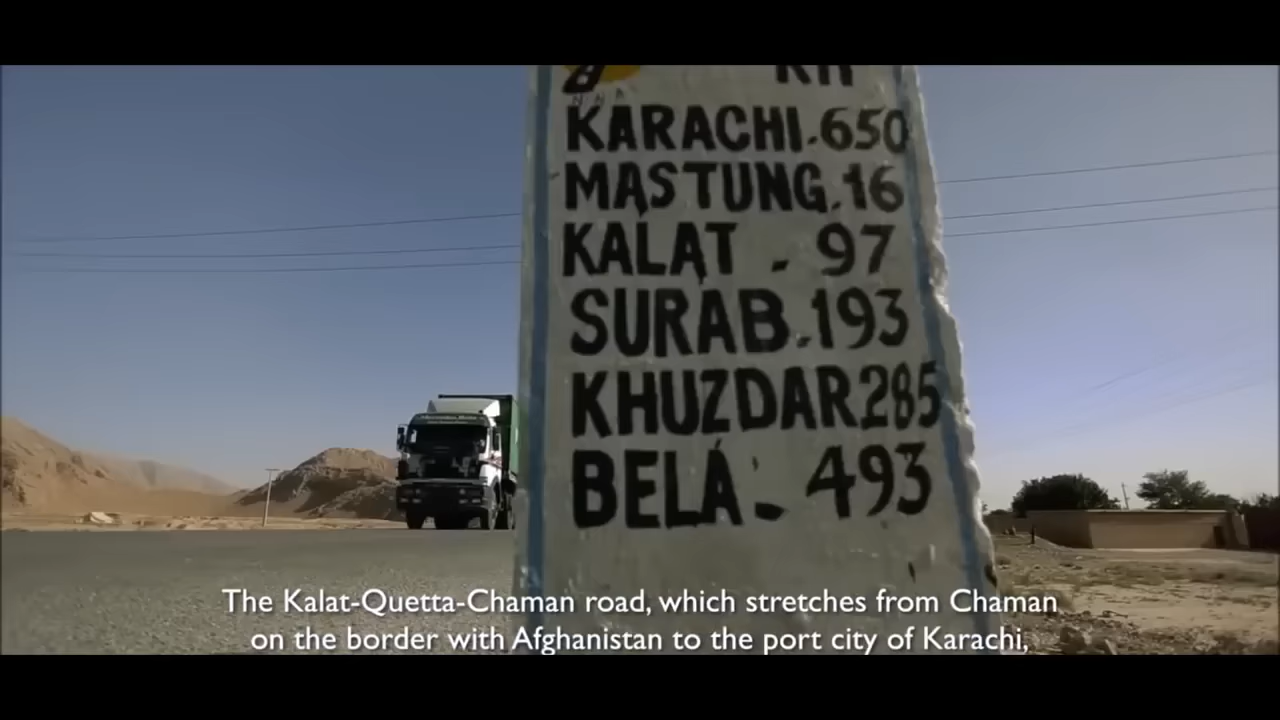 KARACHI.650
MASTUNG.16
KALAT - 97
SURAB.193
KHUZDAR285
BELA - 493
The Kalat-Quetta-Chaman road, which stretches from Chaman
on the border with Afghanistan to the port city of Karachi,